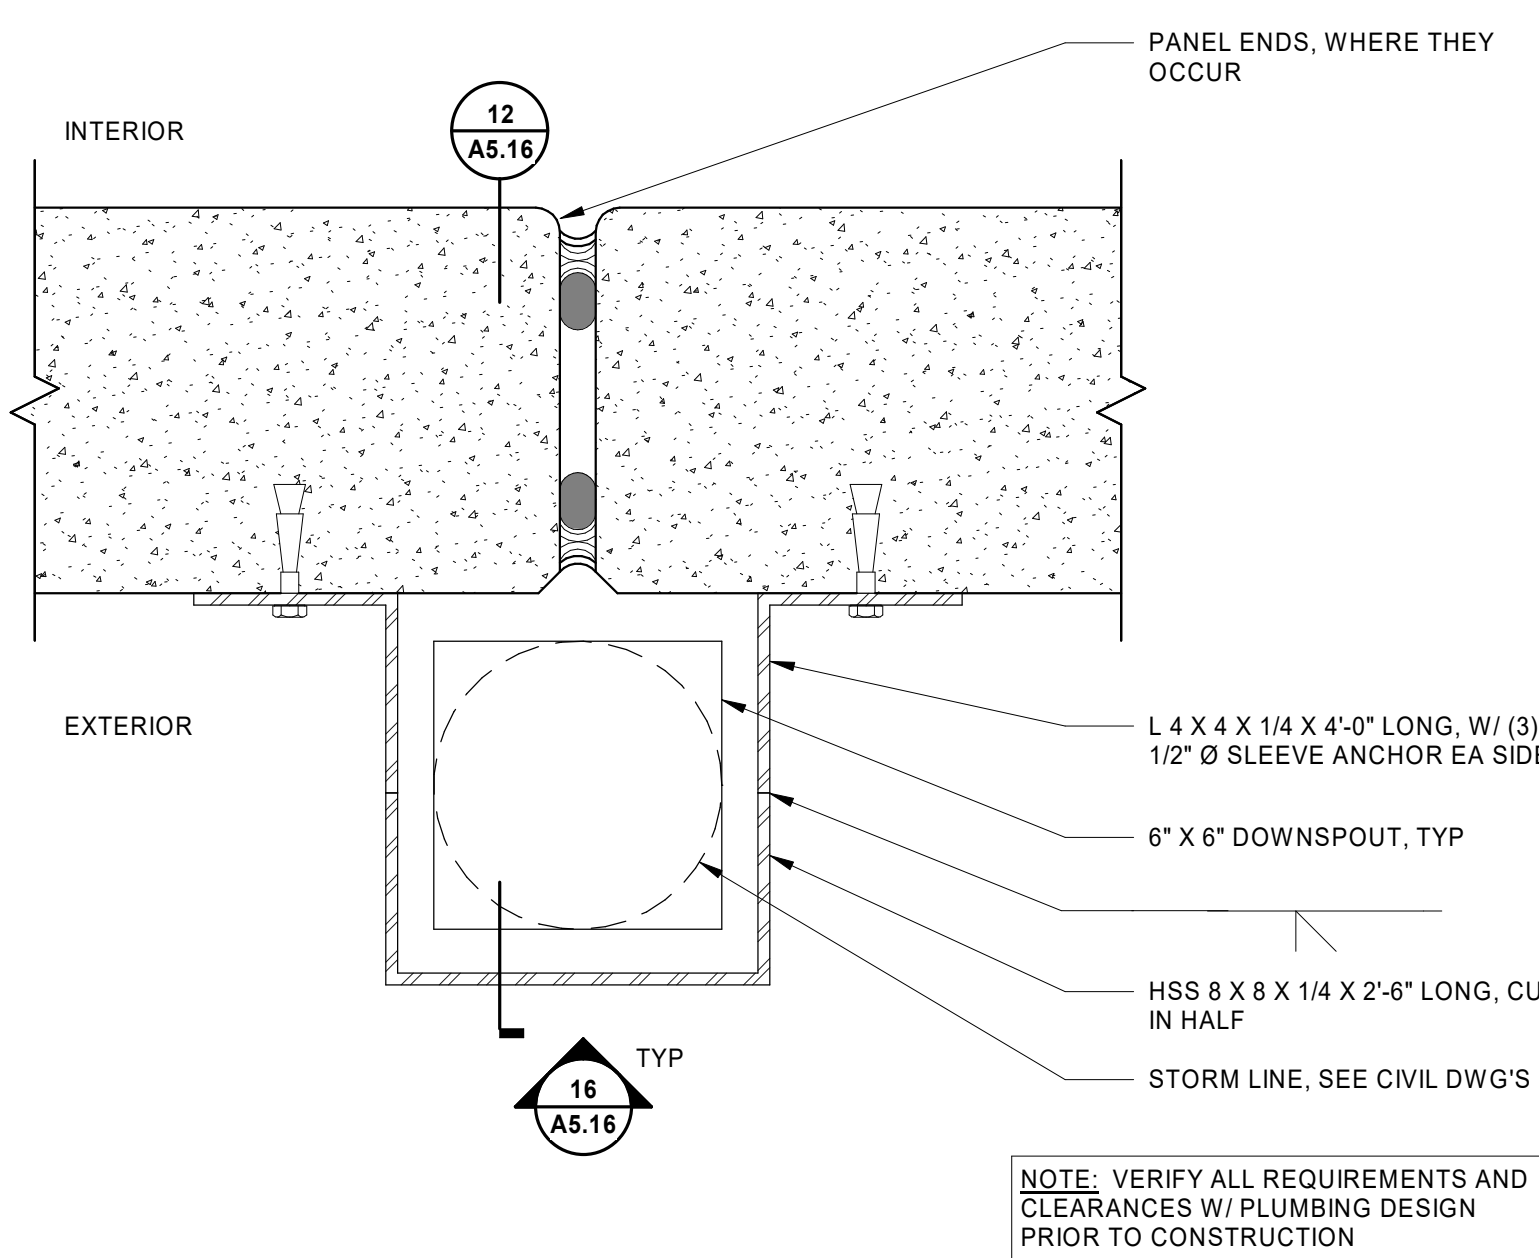 PANEL ENDS, WHERE THEY
OCCUR
INTERIOR
12
A5.16
EXTERIOR
L 4 X 4 X 1/4 X 4'-0" LONG, W/ (3)
1/2" Ø SLEEVE ANCHOR EA SIDE
6" X 6" DOWNSPOUT, TYP
HSS 8 X 8 X 1/4 X 2'-6" LONG, CU
IN HALF
STORM LINE, SEE CIVIL DWG'S
TYP
16
A5.16
NOTE: VERIFY ALL REQUIREMENTS AND
CLEARANCES W/ PLUMBING DESIGN
PRIOR TO CONSTRUCTION